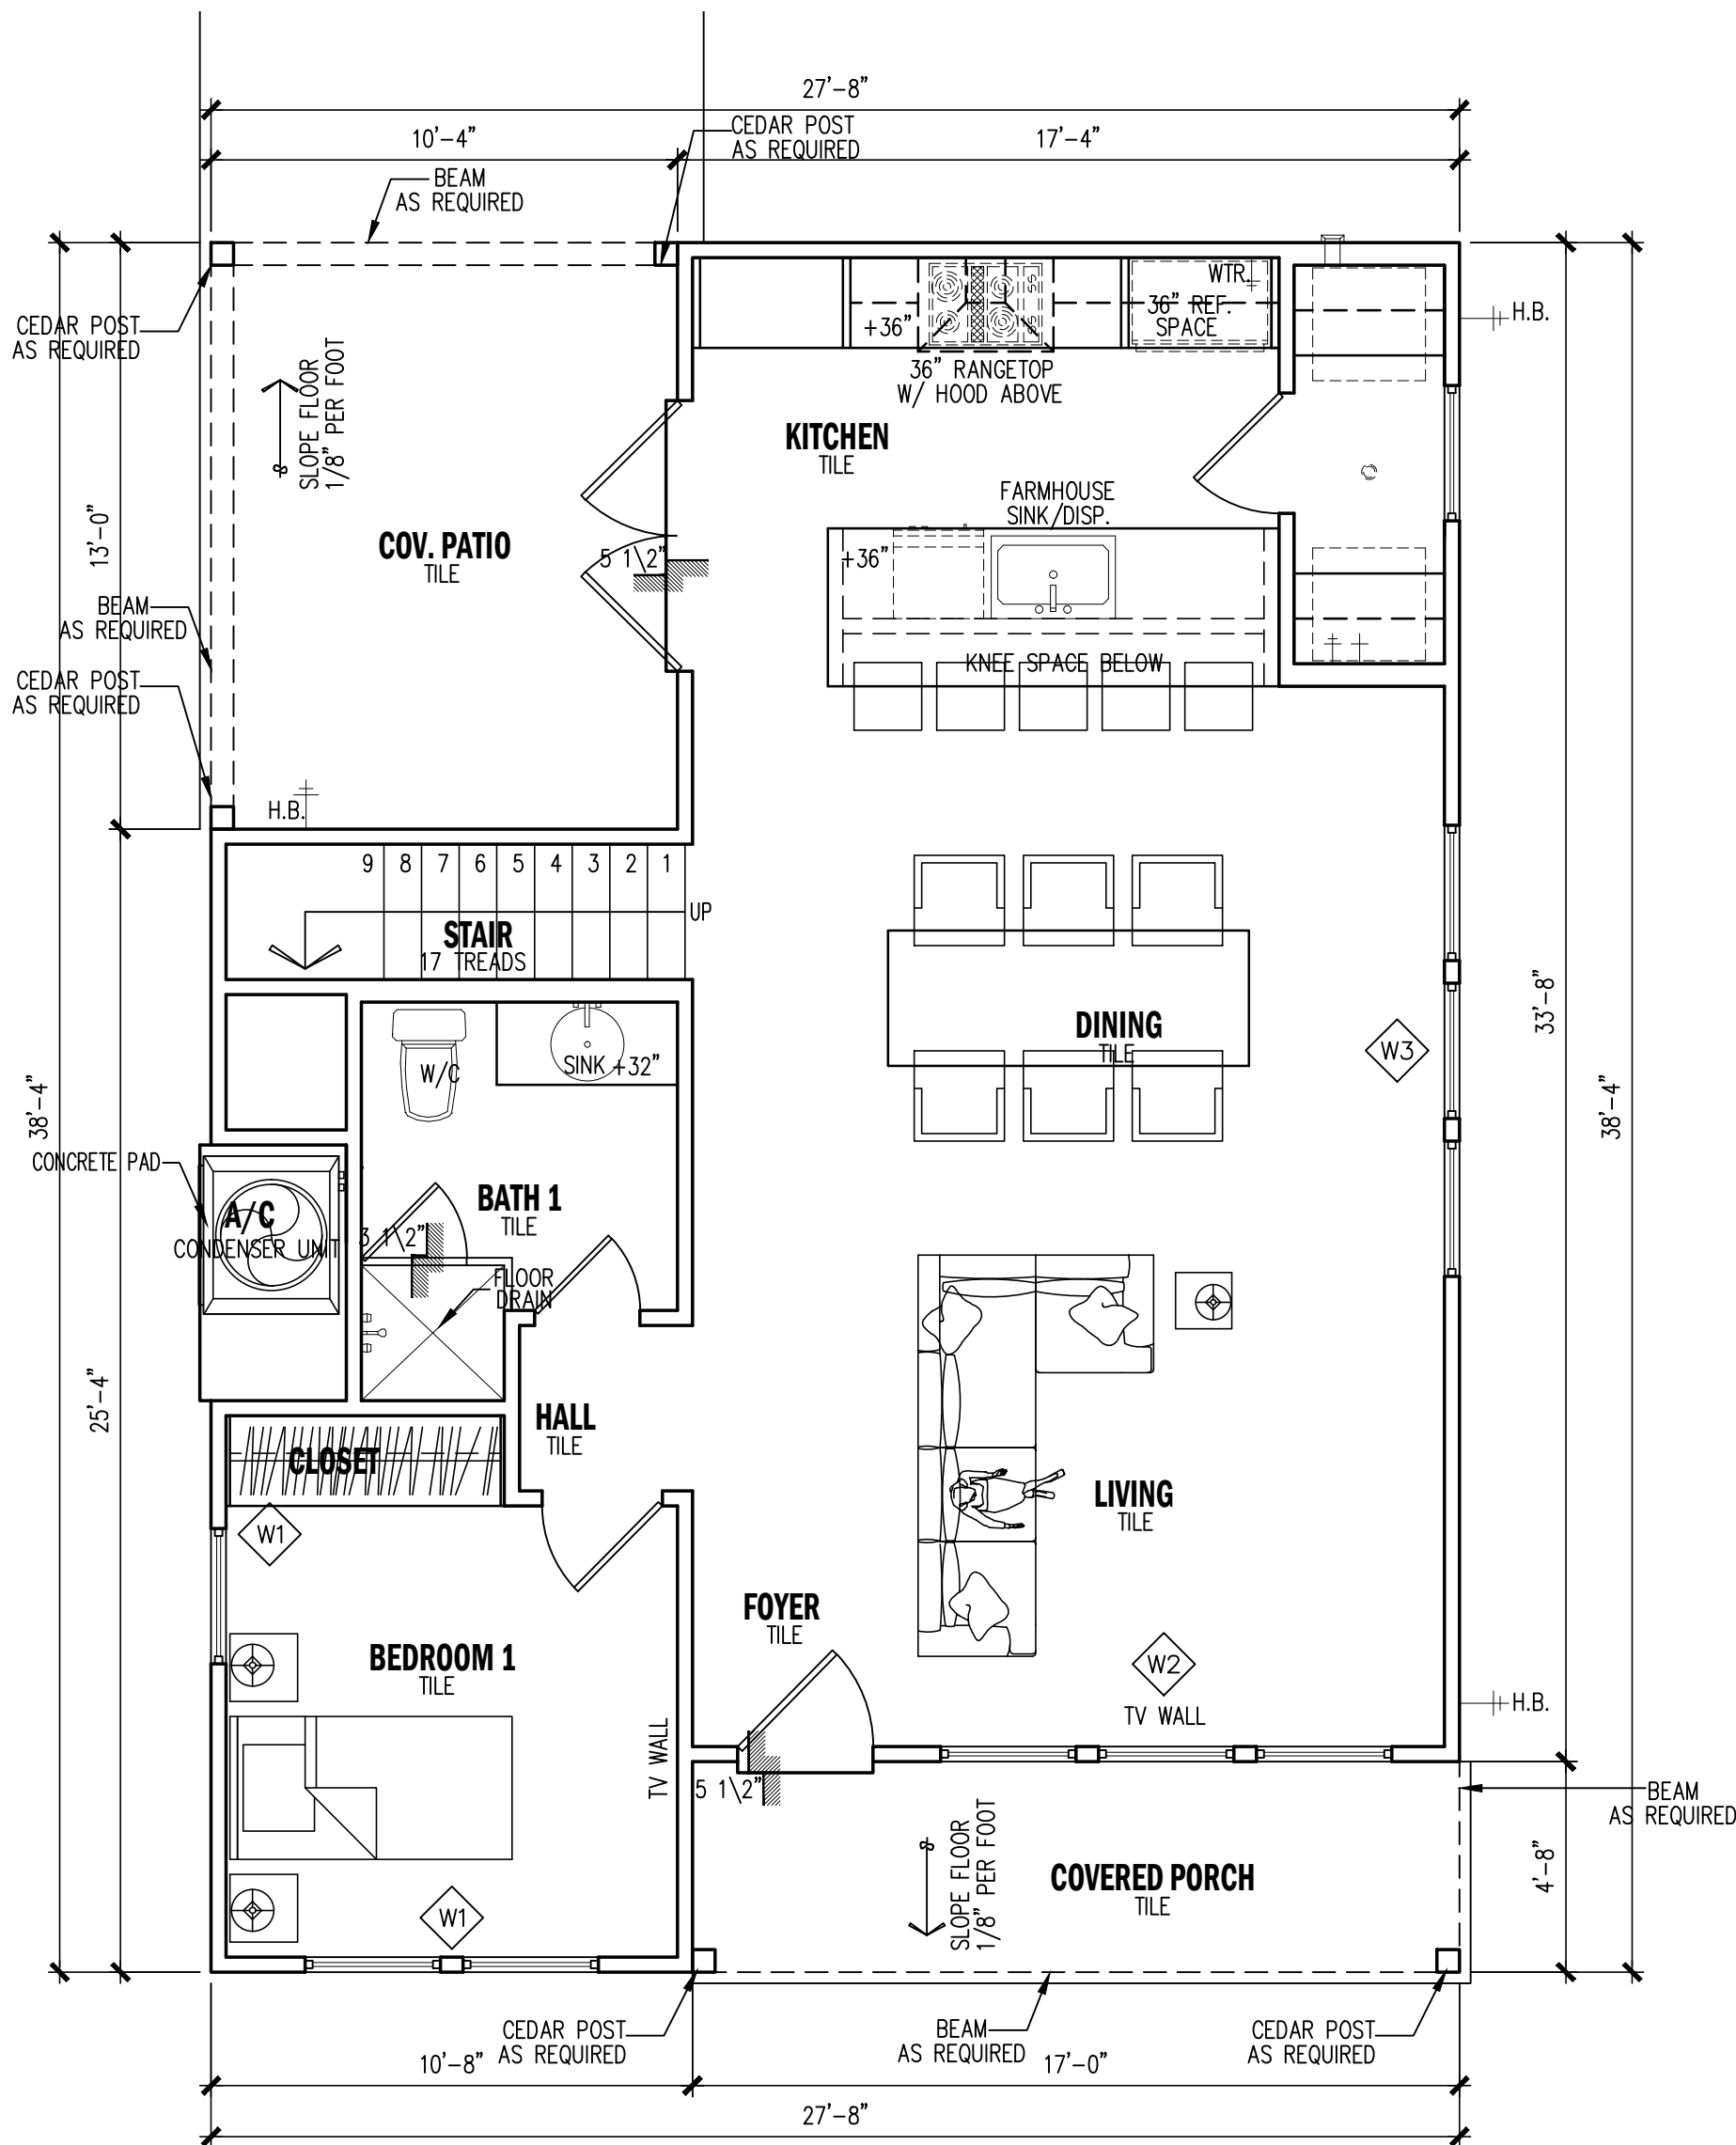 27'-8"
10'-4"
CEDAR POST
AS REQUIRED
17'-4"
BEAM
AS REQUIRED
CEDAR POST
AS REQUIRED
SLOPE FLOOR
1/8" PER FOOT
+36"
WTR.
36" REF.
SPACE
H.B.
36" RANGETOP
W/ HOOD ABOVE
KITCHEN
TILE
FARMHOUSE
SINK/DISP.
13'-0"
COV. PATIO
TILE
5 1\2"
+36"
BEAM
AS REQUIRED
KNEE SPACE BELOW
CEDAR POST
AS REQUIRED
H.B.
9 8 7 6 5 4 3 2 1
UP
STAIR
17 TREADS
DINING
TILE
W3
33'-8"
38'-4"
38'-4"
W/C
SINK +32"
CONCRETE PAD
A/C
CONDENSER UNIT
3 1\2"
BATH 1
TILE
FLOOR
DRAIN
25'-4"
HALL
TILE
CLOSET
W1
LIVING
TILE
FOYER
TILE
BEDROOM 1
TILE
W2
TV WALL
H.B.
TV WALL
5 1\2"
BEAM
AS REQUIRED
SLOPE FLOOR
1/8" PER FOOT
COVERED PORCH
TILE
4'-8"
W1
CEDAR POST
AS REQUIRED
BEAM
AS REQUIRED
CEDAR POST
AS REQUIRED
10'-8"
17'-0"
27'-8"